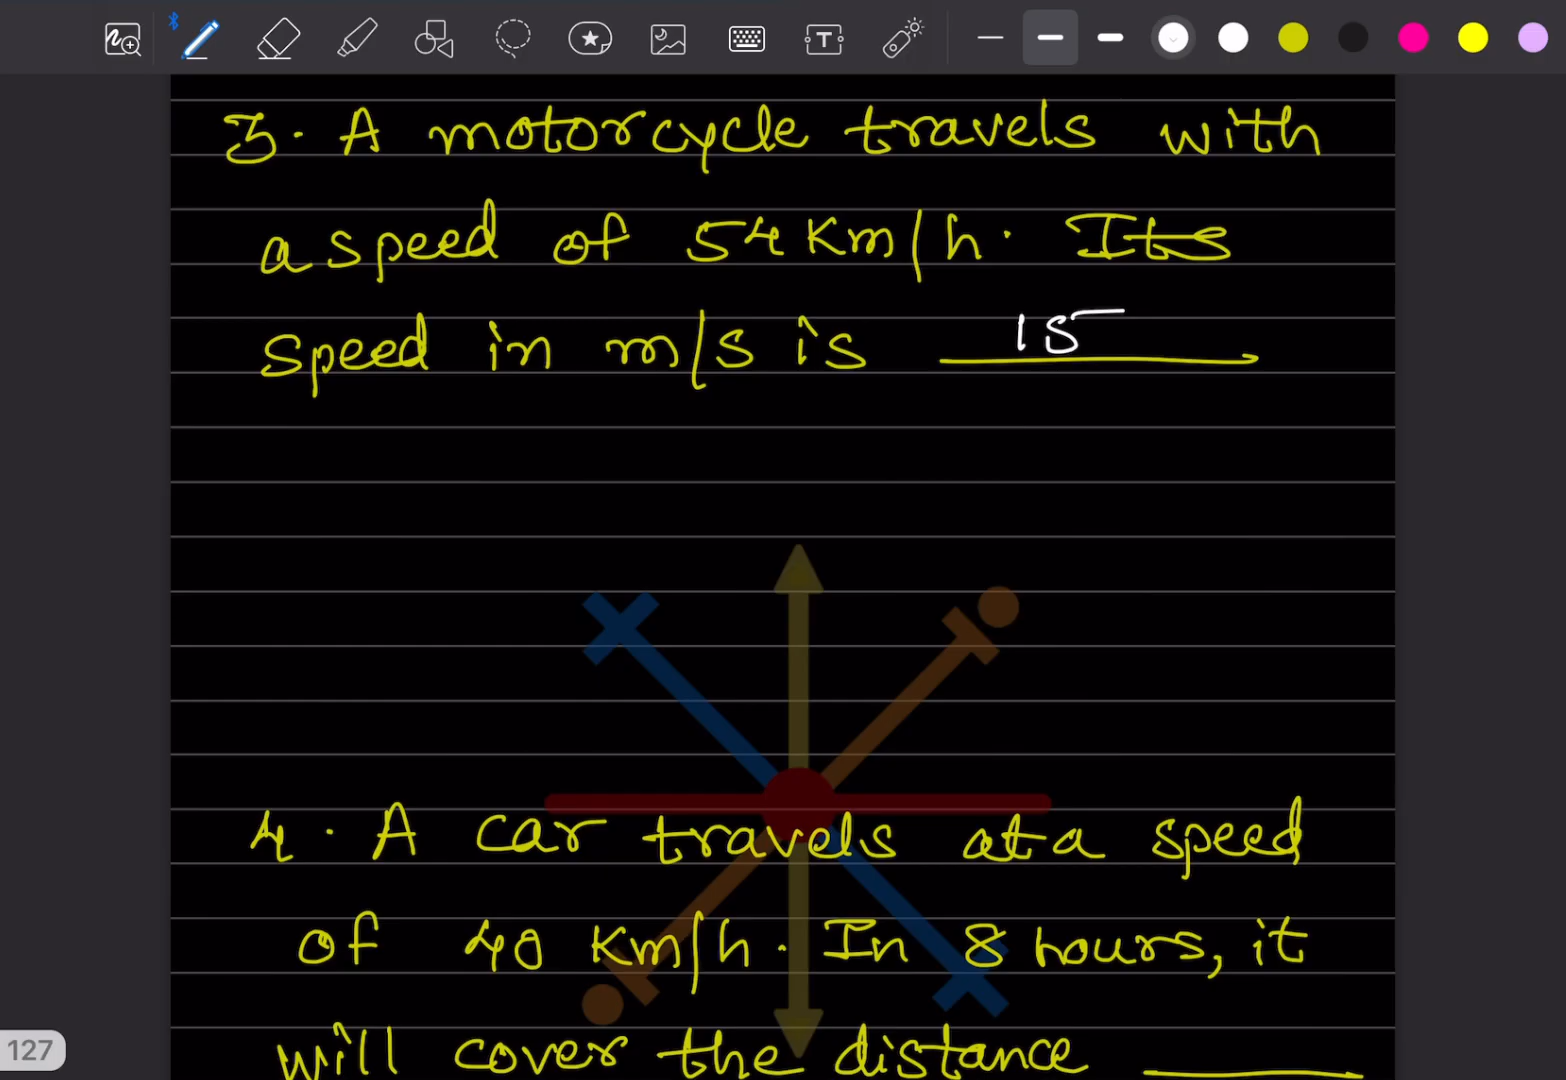 3. A motorcycle travels with
a speed of 54 Km/h. Its
speed in m/s is 15
4. A car travels at a speed
of 40 Km/h. In 8 hours, it
will cover the distance
127